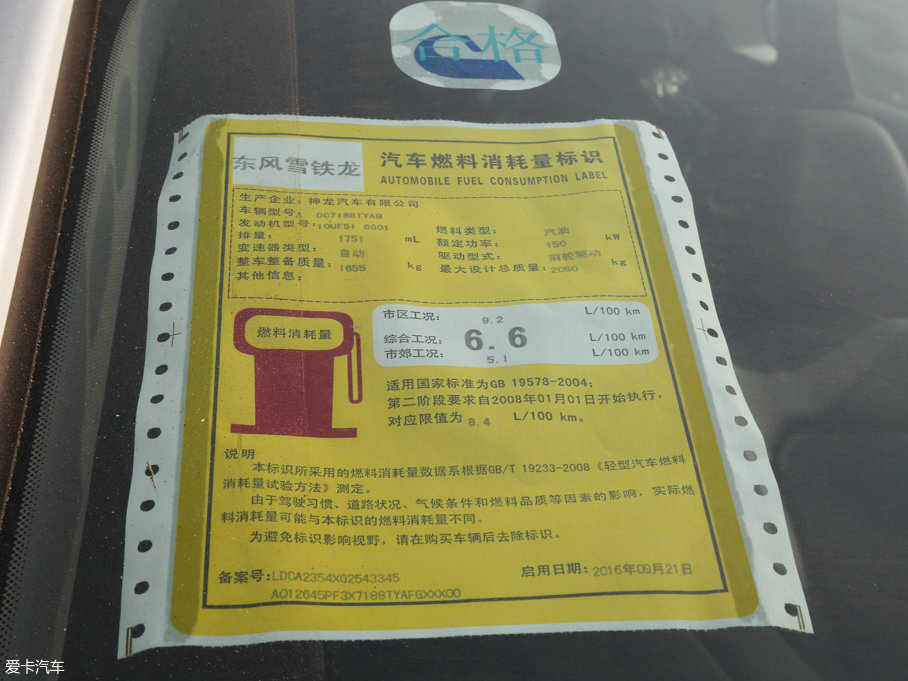 合格
东风雪铁龙
汽车燃料消耗量标识
AUTOMOBILE FUEL CONSUMPTION LABEL
生产企业：神龙汽车有限公司
车辆型号：DC7188TYAB
发动机型号：10UF51 6G01 燃料类型：汽油
排量：1751 mL 额定功率：150 kW
变速器类型：自动 驱动型式：前轮驱动
整车整备质量：1855 kg 最大设计总质量：2050 kg
其他信息：
燃料消耗量
市区工况：9.2 L/100 km
综合工况：6.6 L/100 km
市郊工况：5.1 L/100 km
适用国家标准为GB 19578-2004；
第二阶段要求自2008年01月01日开始执行，
对应限值为 8.4 L/100 km。
说明
本标识所采用的燃料消耗量数据系根据GB/T 19233-2008《轻型汽车燃料
消耗量试验方法》测定。
由于驾驶习惯、道路状况、气候条件和燃料品质等因素的影响，实际燃
料消耗量可能与本标识的燃料消耗量不同。
为避免标识影响视野，请在购买车辆后去除标识。
备案号：LDCA2354XG2543345
A012645PF3X7188TYAFGXXX00
启用日期：2016年09月21日
爱卡汽车